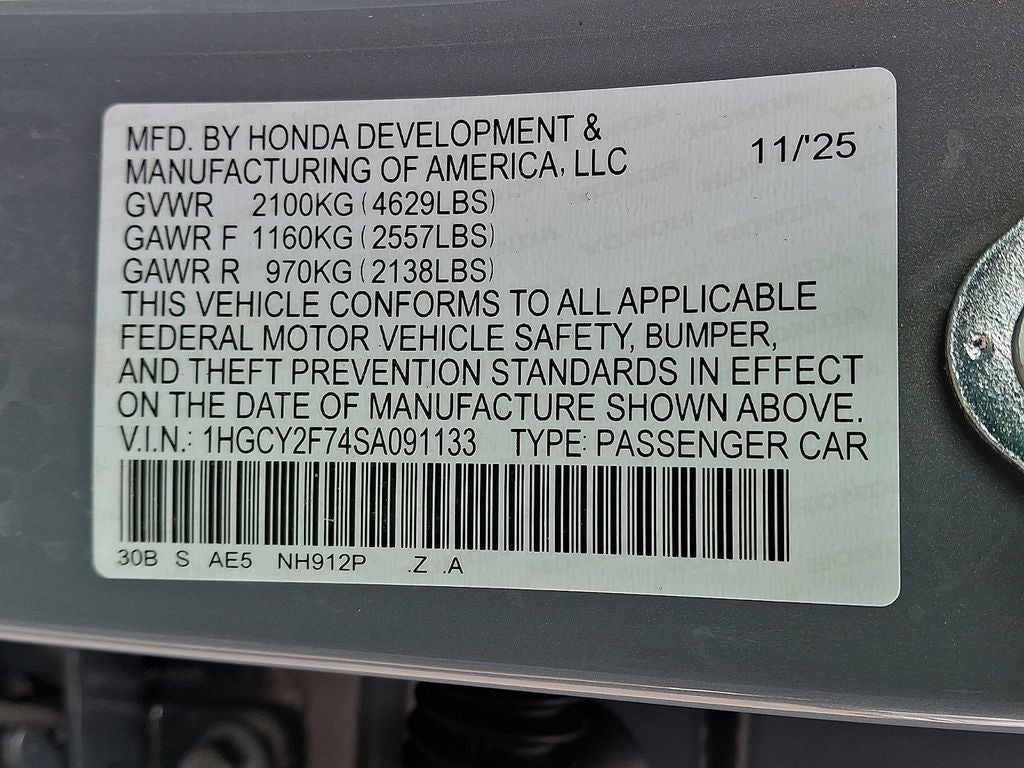 MFD. BY HONDA DEVELOPMENT &
MANUFACTURING OF AMERICA, LLC 11/'25
GVWR 2100KG (4629LBS)
GAWR F 1160KG (2557LBS)
GAWR R 970KG (2138LBS)
THIS VEHICLE CONFORMS TO ALL APPLICABLE
FEDERAL MOTOR VEHICLE SAFETY, BUMPER,
AND THEFT PREVENTION STANDARDS IN EFFECT
ON THE DATE OF MANUFACTURE SHOWN ABOVE.
V.I.N.: 1HGCY2F74SA091133 TYPE: PASSENGER CAR
30B S AE5 NH912P .Z .A